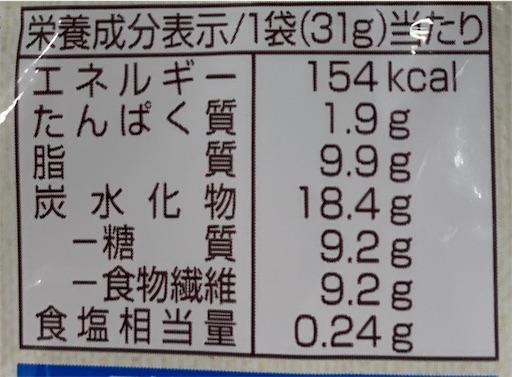 栄養成分表示/1袋(31g)当たり
エネルギー 154kcal
たんぱく質 1.9g
脂質 9.9g
炭水化物 18.4g
ー糖質 9.2g
ー食物繊維 9.2g
食塩相当量 0.24g